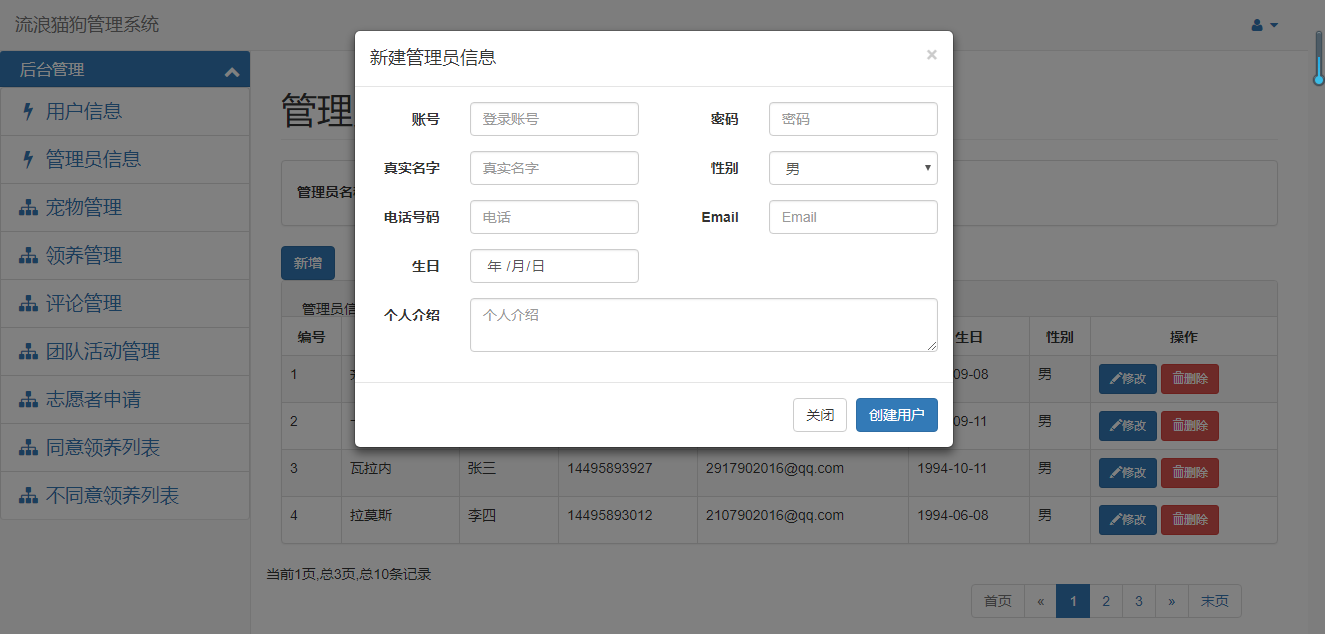 流浪猫狗管理系统
后台管理
用户信息
管理员信息
宠物管理
领养管理
评论管理
团队活动管理
志愿者申请
同意领养列表
不同意领养列表
管理
管理员名
新增
管理员信
编号 生日 性别 操作
1 09-08 男 修改 删除
2 09-11 男 修改 删除
3 瓦拉内 张三 14495893927 2917902016@qq.com 1994-10-11 男 修改 删除
4 拉莫斯 李四 14495893012 2107902016@qq.com 1994-06-08 男 修改 删除
当前1页,总3页,总10条记录
首页 « 1 2 3 » 末页
新建管理员信息 ×
账号 登录账号 密码 密码
真实名字 真实名字 性别 男
电话号码 电话 Email Email
生日 年 /月/日
个人介绍 个人介绍
关闭 创建用户